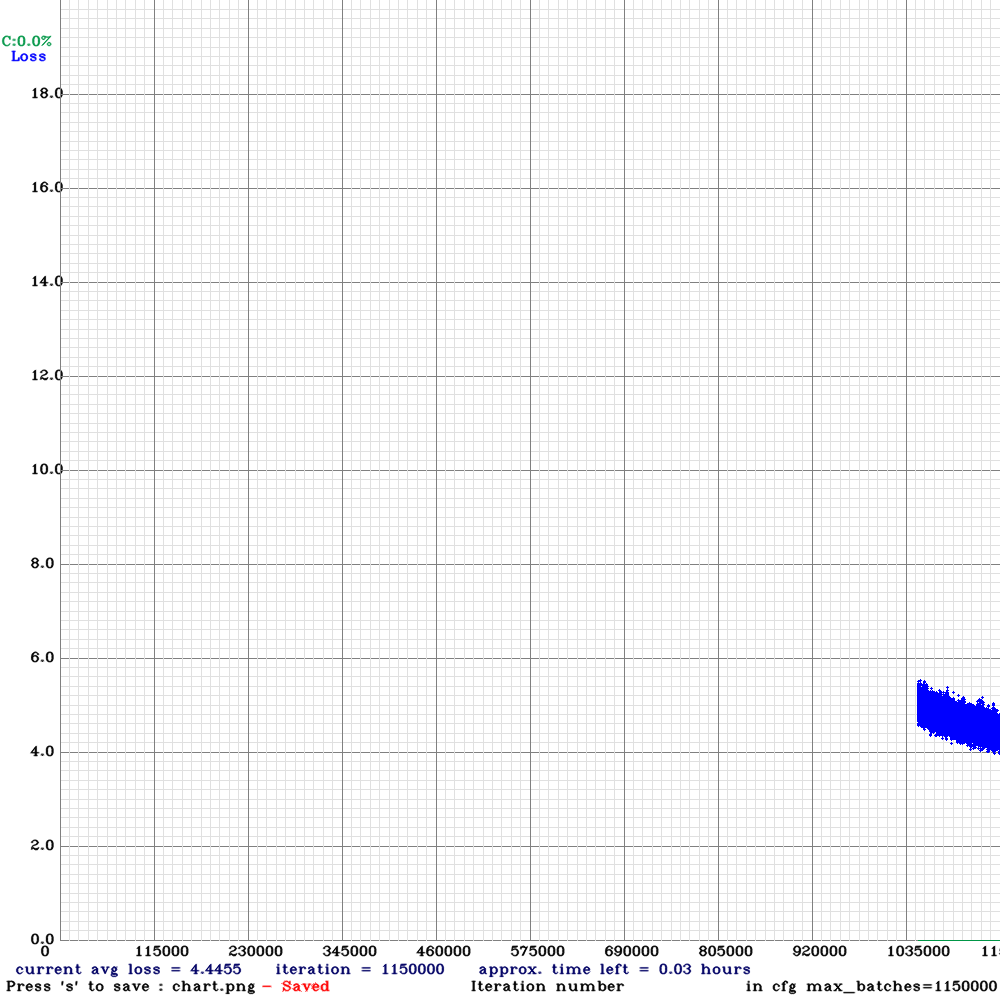 C:0.0%
Loss
18.0
16.0
14.0
12.0
10.0
8.0
6.0
4.0
2.0
0.0
0 115000 230000 345000 460000 575000 690000 805000 920000 1035000 11
current avg loss = 4.4455 iteration = 1150000 approx. time left = 0.03 hours
Press 's' to save : chart.png - Saved Iteration number in cfg max_batches=1150000